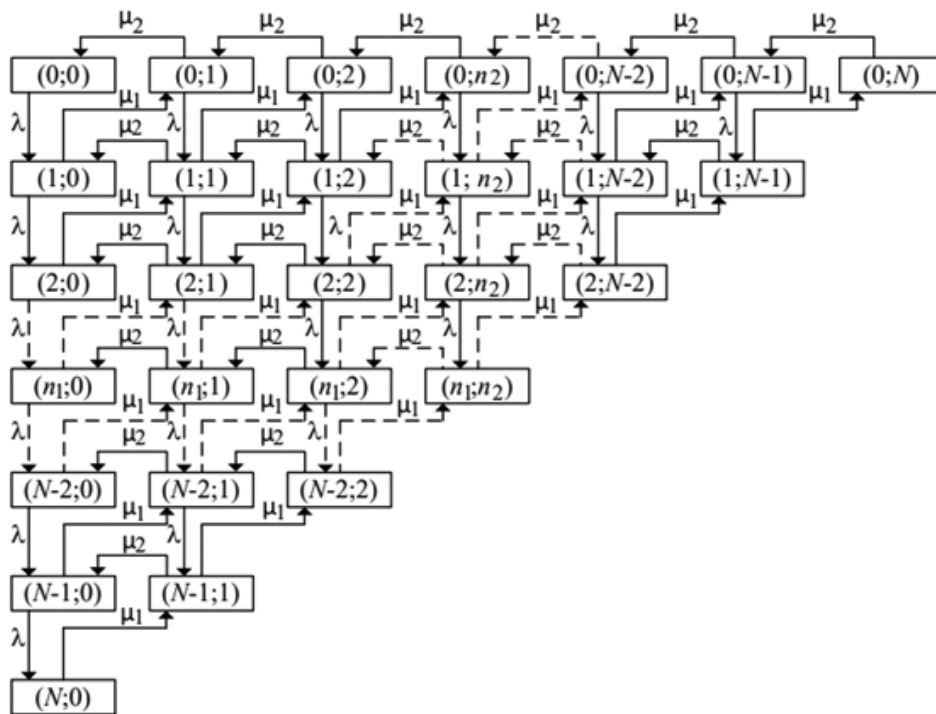 μ₂ μ₂ μ₂ μ₂ μ₂ μ₂
(0;0) (0;1) (0;2) (0;n₂) (0;N-2) (0;N-1) (0;N)
λ μ₁ λ μ₁ λ μ₁ λ μ₁ λ μ₁ λ μ₁
μ₂ μ₂ μ₂ μ₂ μ₂
(1;0) (1;1) (1;2) (1; n₂) (1;N-2) (1;N-1)
λ μ₁ λ μ₁ λ μ₁ λ μ₁ λ μ₁
μ₂ μ₂ μ₂ μ₂
(2;0) (2;1) (2;2) (2;n₂) (2;N-2)
λ μ₁ λ μ₁ λ μ₁ λ μ₁
μ₂ μ₂ μ₂
(n₁;0) (n₁;1) (n₁;2) (n₁;n₂)
λ μ₁ λ μ₁ λ μ₁
μ₂ μ₂
(N-2;0) (N-2;1) (N-2;2)
λ μ₁ λ μ₁
μ₂
(N-1;0) (N-1;1)
λ μ₁
(N;0)